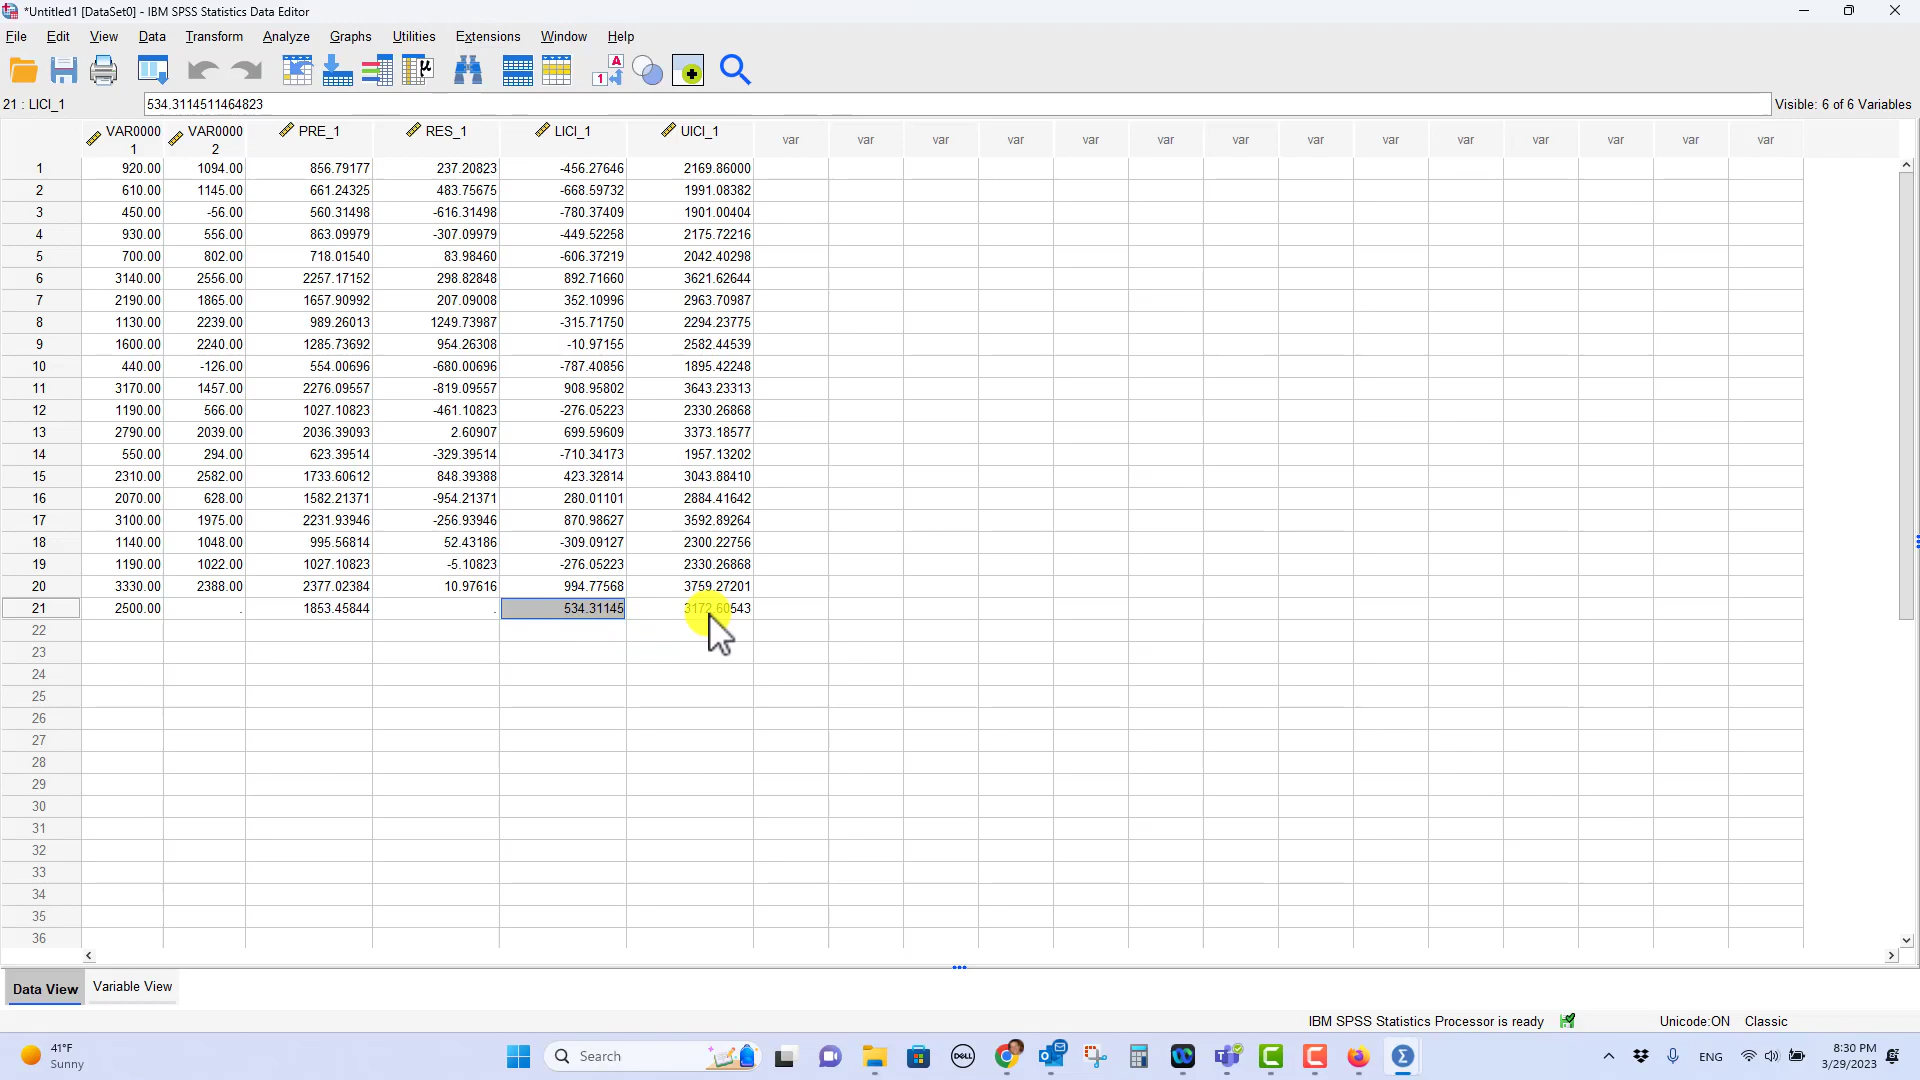 *Untitled1 [DataSet0] - IBM SPSS Statistics Data Editor
File Edit View Data Transform Analyze Graphs Utilities Extensions Window Help
21 : LICI_1 534.3114511464823 Visible: 6 of 6 Variables
VAR00001 VAR00002 PRE_1 RES_1 LICI_1 UICI_1 var var var var var var var var var var var var var var
1 920.00 1094.00 856.79177 237.20823 -456.27646 2169.86000
2 610.00 1145.00 661.24325 483.75675 -668.59732 1991.08382
3 450.00 -56.00 560.31498 -616.31498 -780.37409 1901.00404
4 930.00 556.00 863.09979 -307.09979 -449.52258 2175.72216
5 700.00 802.00 718.01540 83.98460 -606.37219 2042.40298
6 3140.00 2556.00 2257.17152 298.82848 892.71660 3621.62644
7 2190.00 1865.00 1657.90992 207.09008 352.10996 2963.70987
8 1130.00 2239.00 989.26013 1249.73987 -315.71750 2294.23775
9 1600.00 2240.00 1285.73692 954.26308 -10.97155 2582.44539
10 440.00 -126.00 554.00696 -680.00696 -787.40856 1895.42248
11 3170.00 1457.00 2276.09557 -819.09557 908.95802 3643.23313
12 1190.00 566.00 1027.10823 -461.10823 -276.05223 2330.26868
13 2790.00 2039.00 2036.39093 2.60907 699.59609 3373.18577
14 550.00 294.00 623.39514 -329.39514 -710.34173 1957.13202
15 2310.00 2582.00 1733.60612 848.39388 423.32814 3043.88410
16 2070.00 628.00 1582.21371 -954.21371 280.01101 2884.41642
17 3100.00 1975.00 2231.93946 -256.93946 870.98627 3592.89264
18 1140.00 1048.00 995.56814 52.43186 -309.09127 2300.22756
19 1190.00 1022.00 1027.10823 -5.10823 -276.05223 2330.26868
20 3330.00 2388.00 2377.02384 10.97616 994.77568 3759.27201
21 2500.00 . 1853.45844 . 534.31145 3172.60543
22
23
24
25
26
27
28
29
30
31
32
33
34
35
36
Data View Variable View
IBM SPSS Statistics Processor is ready Unicode:ON Classic
41°F
Sunny
Search
ENG
8:30 PM
3/29/2023